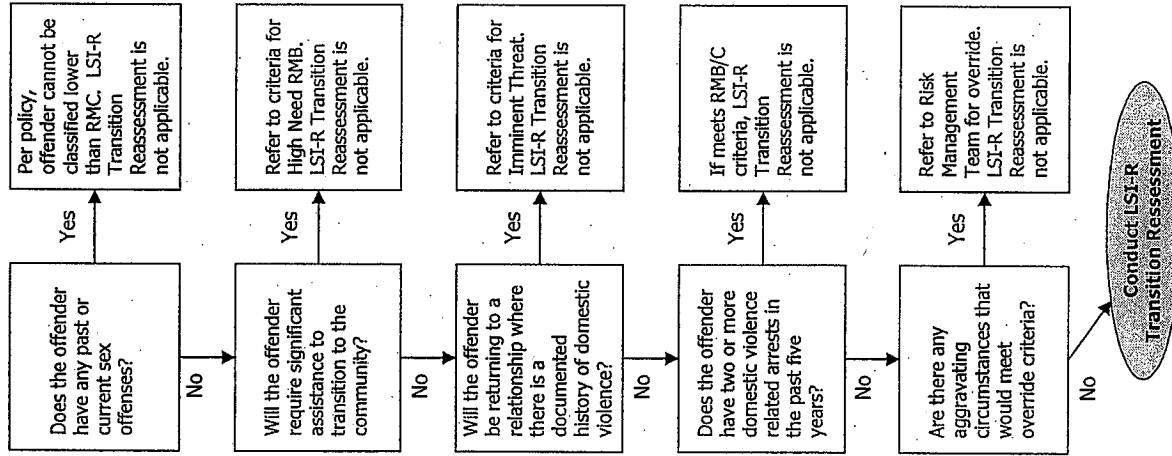 Does the offender
have any past or
current sex
offenses?
Yes
Per policy,
offender cannot be
classified lower
than RMC. LSI-R
Transition
Reassessment is
not applicable.
No
Will the offender
require significant
assistance to
transition to the
community?
Yes
Refer to criteria for
High Need RMB.
LSI-R Transition
Reassessment is
not applicable.
No
Will the offender
be returning to a
relationship where
there is a
documented
history of domestic
violence?
Yes
Refer to criteria for
Imminent Threat.
LSI-R Transition
Reassessment is
not applicable.
No
Does the offender
have two or more
domestic violence
related arrests in
the past five
years?
Yes
If meets RMB/C
criteria, LSI-R
Transition
Reassessment is
not applicable.
No
Are there any
aggravating
circumstances that
would meet
override criteria?
Yes
Refer to Risk
Management
Team for override.
LSI-R Transition
Reassessment is
not applicable.
No
Conduct LSI-R
Transition Ressessment